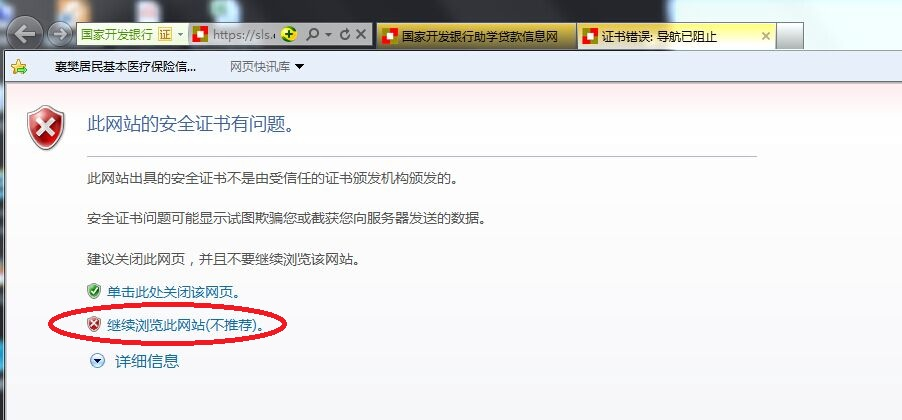 国家开发银行 证 https://sls.c 国家开发银行助学贷款信息网 证书错误: 导航已阻止
襄樊居民基本医疗保险信... 网页快讯库
此网站的安全证书有问题。
此网站出具的安全证书不是由受信任的证书颁发机构颁发的。
安全证书问题可能显示试图欺骗您或截获您向服务器发送的数据。
建议关闭此网页，并且不要继续浏览该网站。
单击此处关闭该网页。
继续浏览此网站(不推荐)。
详细信息